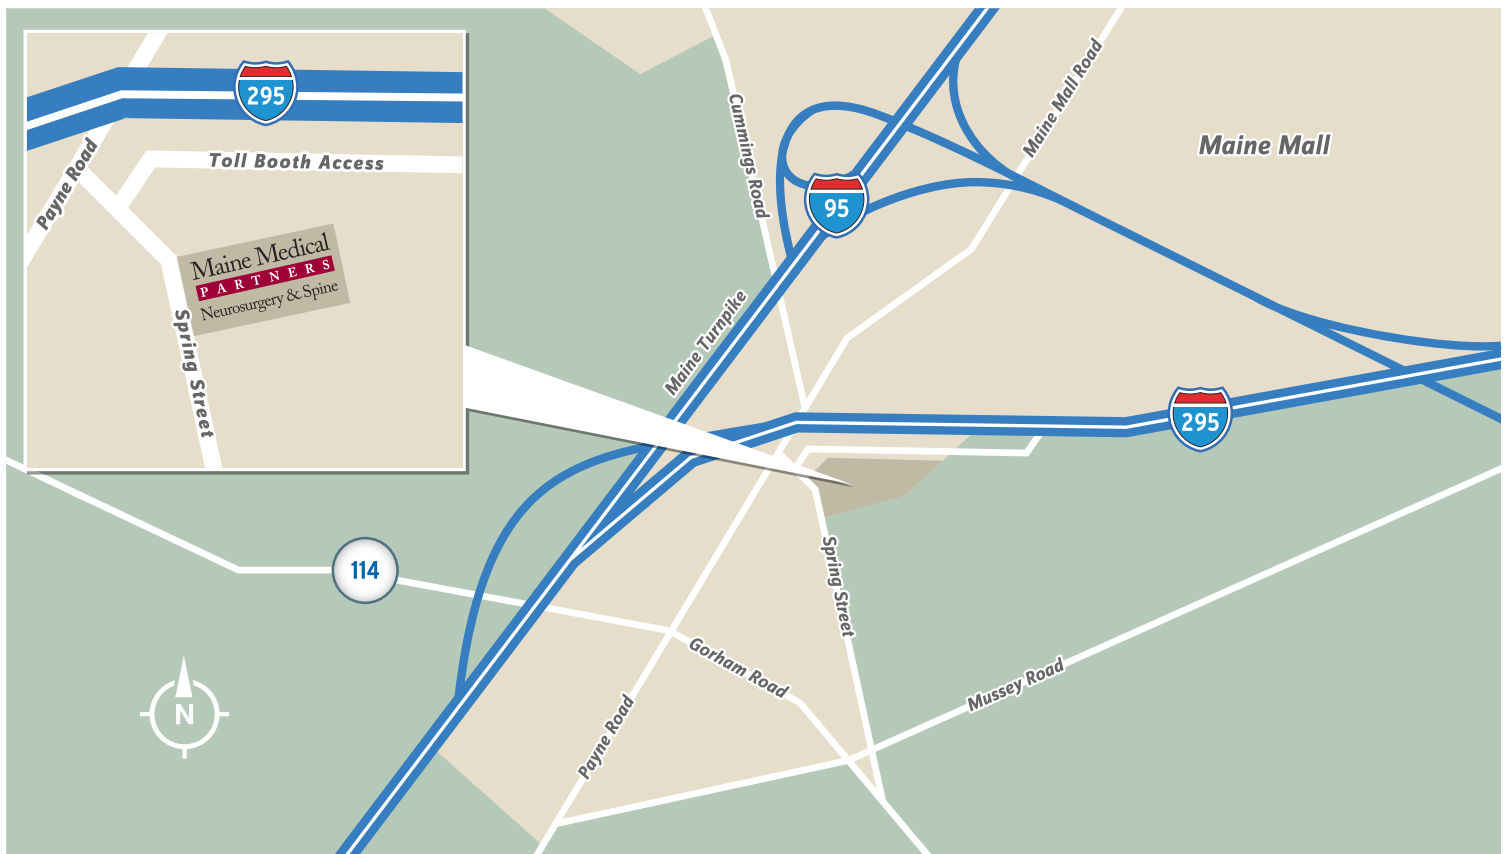 295
Toll Booth Access
Payne Road
Maine Medical
PARTNERS
Neurosurgery & Spine
Spring Street
Cummings Road
Maine Mall Road
Maine Mall
95
Maine Turnpike
295
114
Spring Street
Gorham Road
Mussey Road
Payne Road
N